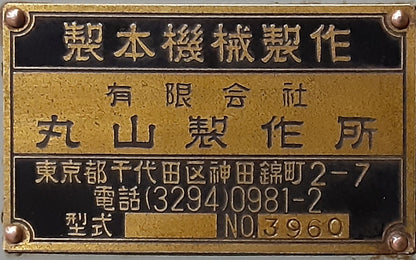 製本機械製作
有限会社
丸山製作所
東京都千代田区神田錦町2-7
電話(3294)0981-2
型式 NO.3960